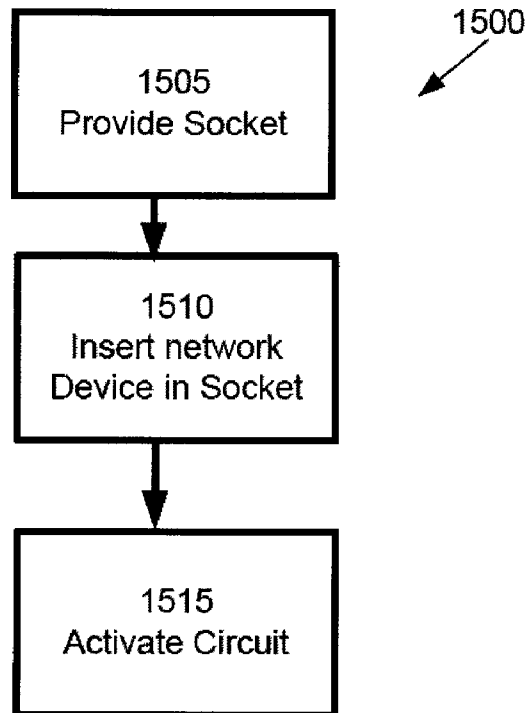 1500
1505
Provide Socket
1510
Insert network
Device in Socket
1515
Activate Circuit